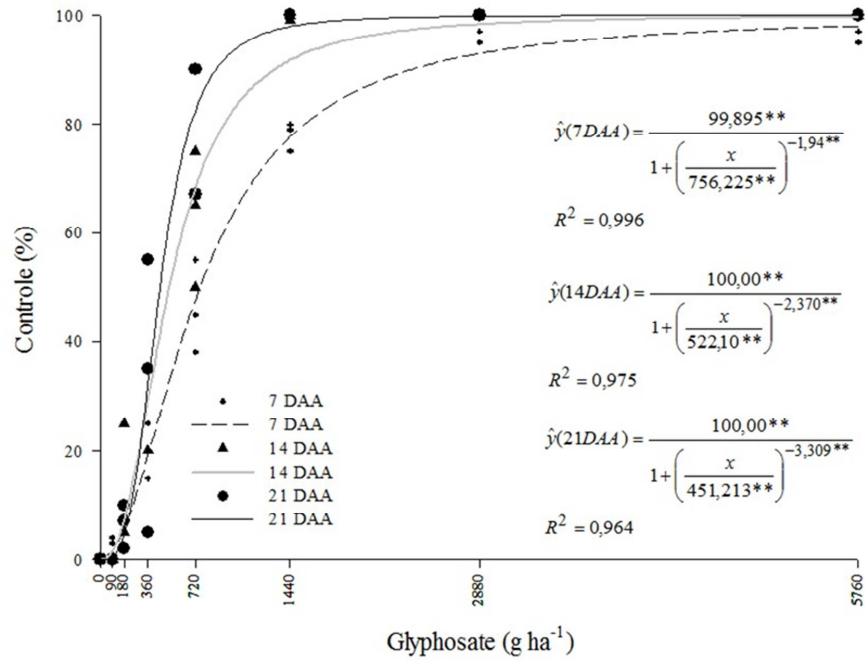 100
80
60
40
20
0
Controle (%)
0
90
180
360
720
1440
2880
5760
Glyphosate (g ha⁻¹)
7 DAA
7 DAA
14 DAA
14 DAA
21 DAA
21 DAA
ŷ(7DAA) = 99,895** / (1 + (x / 756,225**)^−1,94**)
R² = 0,996
ŷ(14DAA) = 100,00** / (1 + (x / 522,10**)^−2,370**)
R² = 0,975
ŷ(21DAA) = 100,00** / (1 + (x / 451,213**)^−3,309**)
R² = 0,964